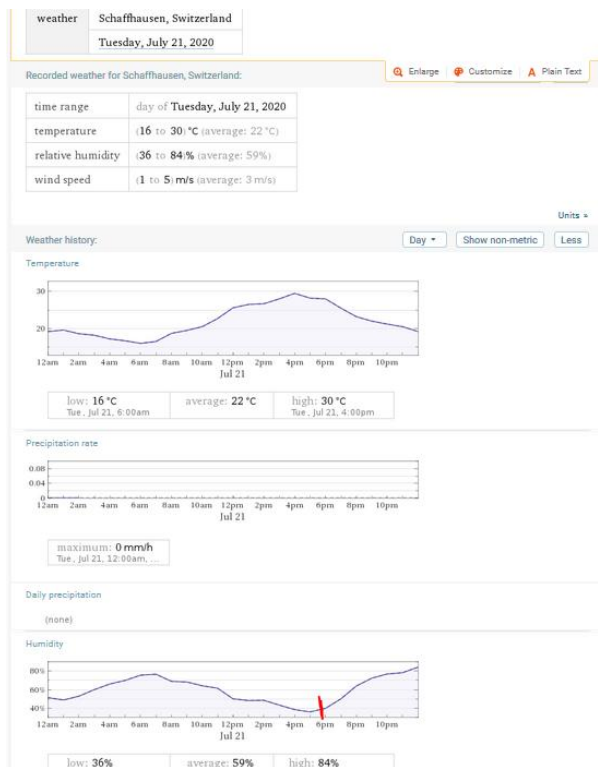 weather Schaffhausen, Switzerland
Tuesday, July 21, 2020
Recorded weather for Schaffhausen, Switzerland:
Enlarge Customize A Plain Text
time range day of Tuesday, July 21, 2020
temperature (16 to 30) °C (average: 22 °C)
relative humidity (36 to 84)% (average: 59%)
wind speed (1 to 5) m/s (average: 3 m/s)
Units »
Weather history:
Day Show non-metric Less
Temperature
30
20
12am 2am 4am 6am 8am 10am 12pm 2pm 4pm 6pm 8pm 10pm
Jul 21
low: 16 °C average: 22 °C high: 30 °C
Tue, Jul 21, 6:00am Tue, Jul 21, 4:00pm
Precipitation rate
0.08
0.04
0
12am 2am 4am 6am 8am 10am 12pm 2pm 4pm 6pm 8pm 10pm
Jul 21
maximum: 0 mm/h
Tue, Jul 21, 12:00am, ...
Daily precipitation
(none)
Humidity
80%
60%
40%
12am 2am 4am 6am 8am 10am 12pm 2pm 4pm 6pm 8pm 10pm
Jul 21
low: 36% average: 59% high: 84%